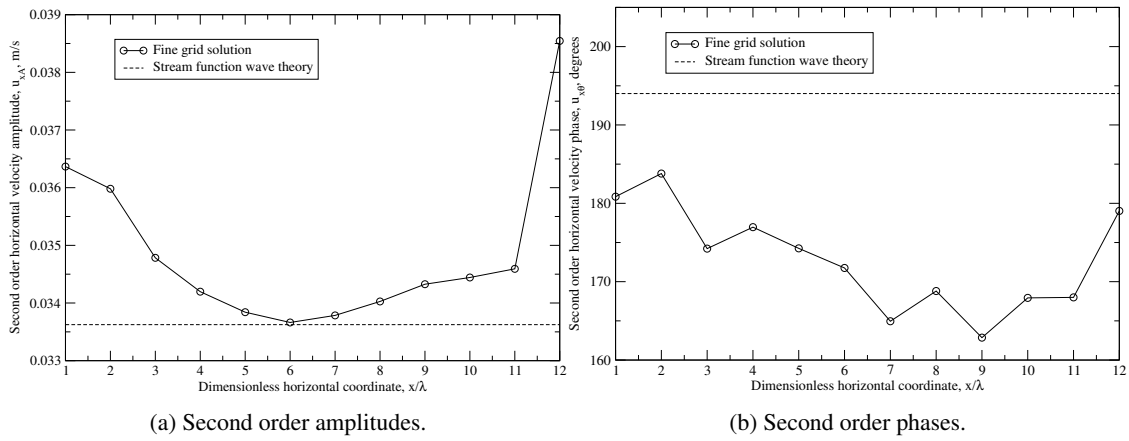 0.039
0.038
0.037
0.036
0.035
0.034
0.033
Second order horizontal velocity amplitude, u_xA, m/s
Fine grid solution
Stream function wave theory
1 2 3 4 5 6 7 8 9 10 11 12
Dimensionless horizontal coordinate, x/λ
(a) Second order amplitudes.
200
190
180
170
160
Second order horizontal velocity phase, u_xθ, degrees
Fine grid solution
Stream function wave theory
1 2 3 4 5 6 7 8 9 10 11 12
Dimensionless horizontal coordinate, x/λ
(b) Second order phases.